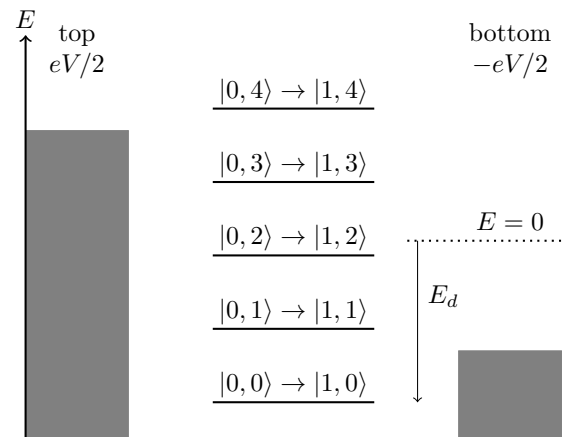 E
top
eV/2
bottom
−eV/2
|0, 4⟩ → |1, 4⟩
|0, 3⟩ → |1, 3⟩
|0, 2⟩ → |1, 2⟩
E = 0
|0, 1⟩ → |1, 1⟩
E_d
|0, 0⟩ → |1, 0⟩